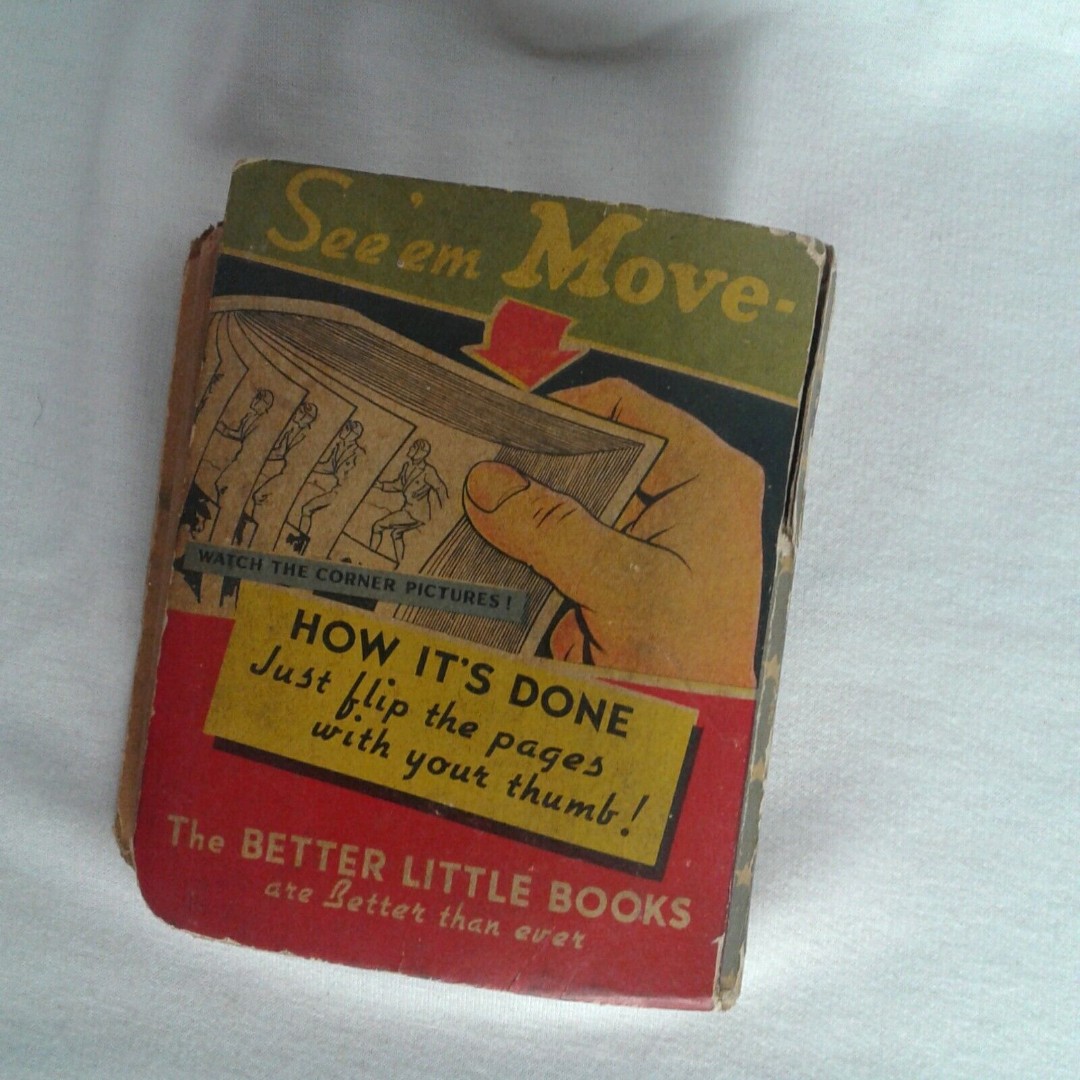 See 'em Move-
WATCH THE CORNER PICTURES!
HOW IT'S DONE
Just flip the pages
with your thumb!
The BETTER LITTLE BOOKS
are Better than ever